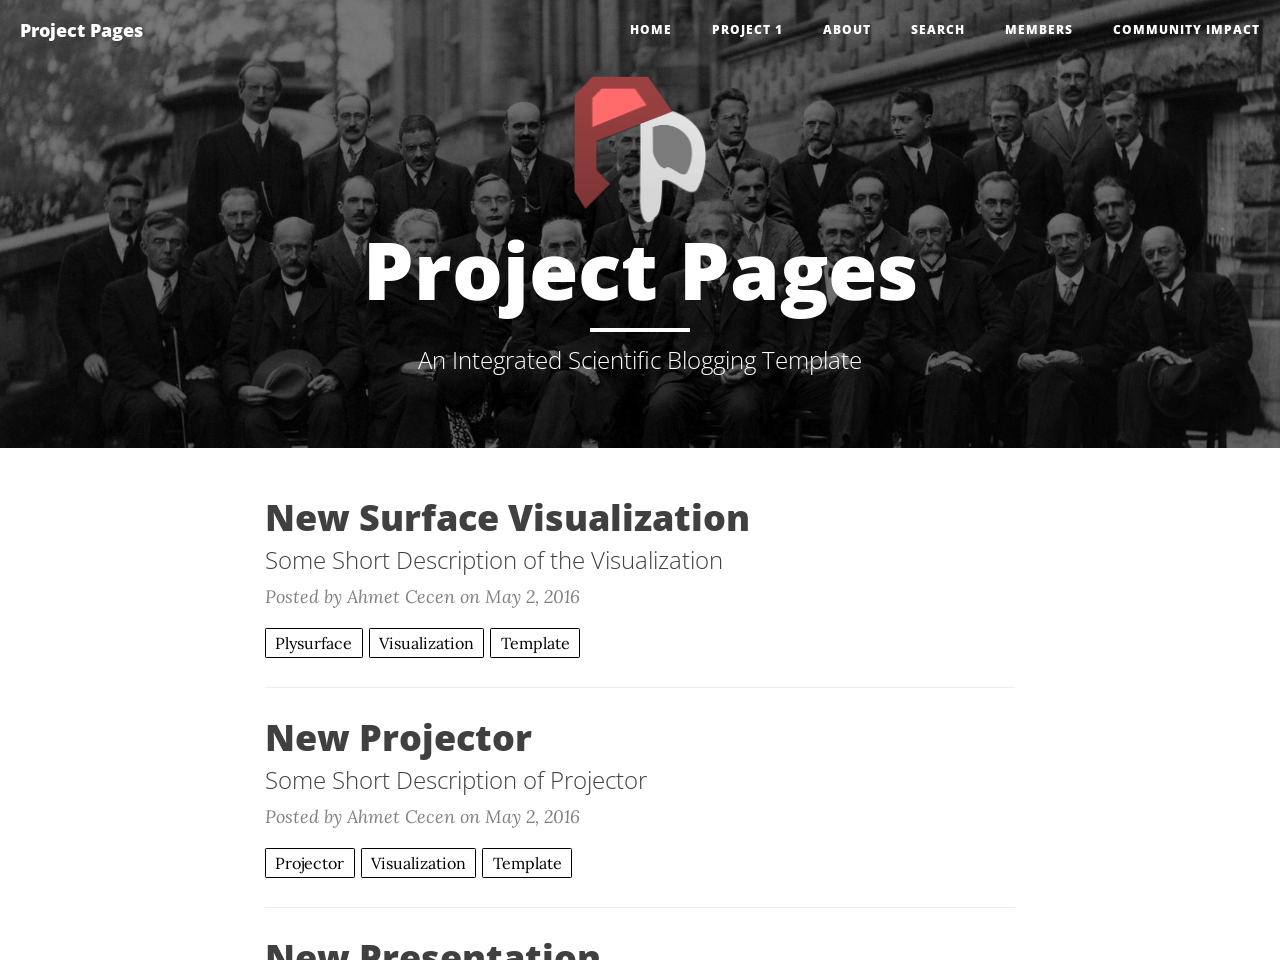 Project Pages
HOME PROJECT 1 ABOUT SEARCH MEMBERS COMMUNITY IMPACT
Project Pages
An Integrated Scientific Blogging Template
New Surface Visualization
Some Short Description of the Visualization
Posted by Ahmet Cecen on May 2, 2016
Plysurface Visualization Template
New Projector
Some Short Description of Projector
Posted by Ahmet Cecen on May 2, 2016
Projector Visualization Template
New Presentation